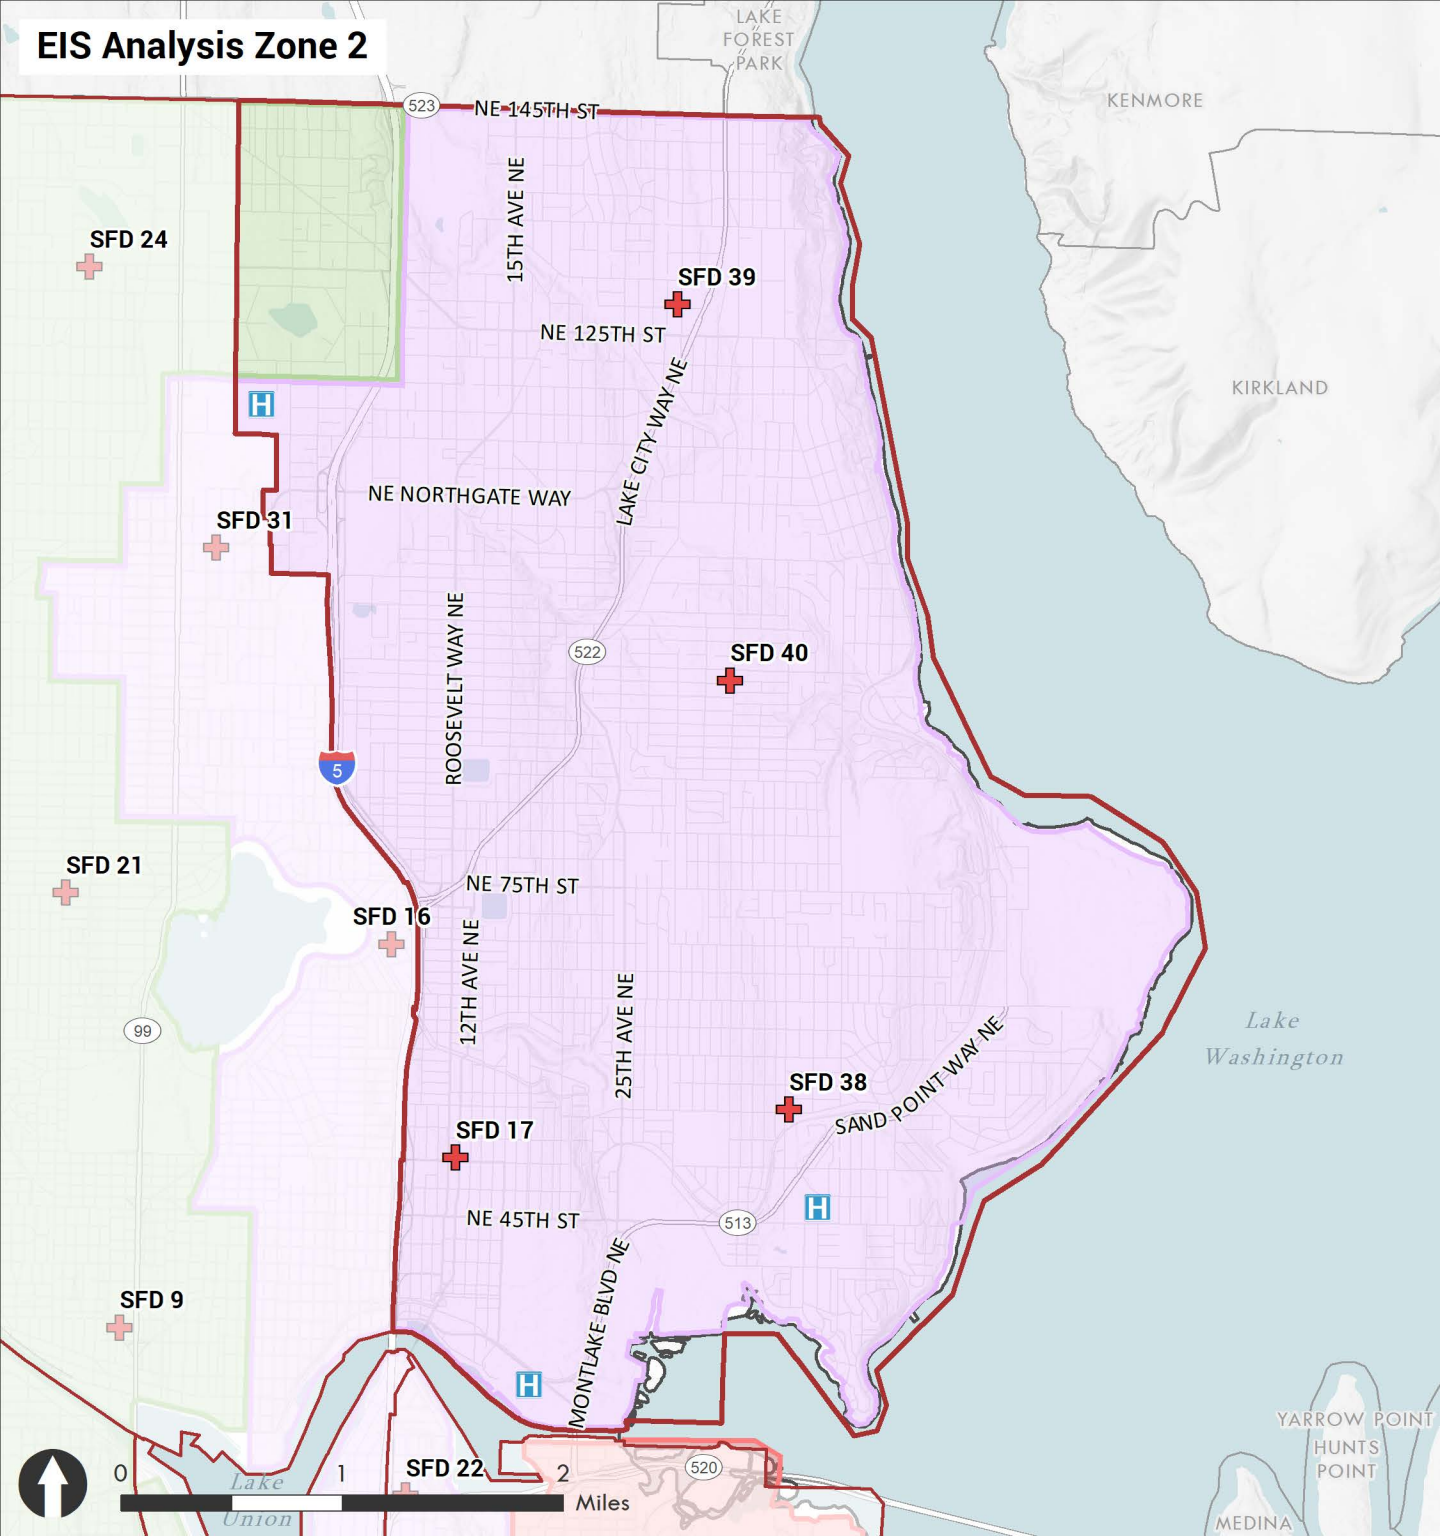 EIS Analysis Zone 2
LAKE
FOREST
PARK
KENMORE
523
NE 145TH ST
15TH AVE NE
SFD 24
SFD 39
NE 125TH ST
KIRKLAND
H
LAKE CITY WAY NE
NE NORTHGATE WAY
SFD 31
ROOSEVELT WAY NE
522
SFD 40
5
SFD 21
NE 75TH ST
SFD 16
12TH AVE NE
25TH AVE NE
99
Lake
Washington
SAND POINT WAY NE
SFD 38
SFD 17
H
NE 45TH ST
513
MONTLAKE BLVD NE
SFD 9
H
YARROW POINT
HUNTS
POINT
SFD 22
520
0 1 2
Miles
Lake
Union
MEDINA